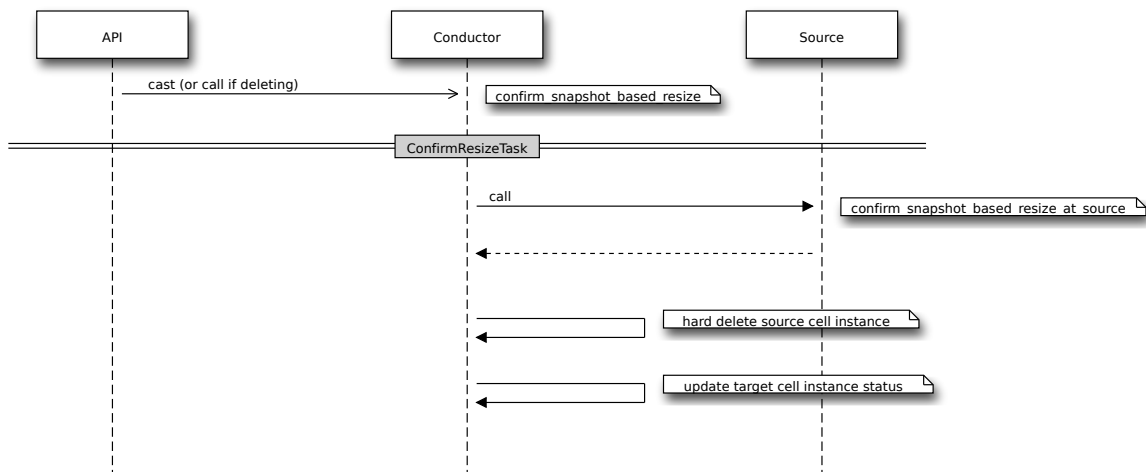 API
Conductor
Source
cast (or call if deleting)
confirm_snapshot_based_resize
ConfirmResizeTask
call
confirm_snapshot_based_resize_at_source
hard delete source cell instance
update target cell instance status